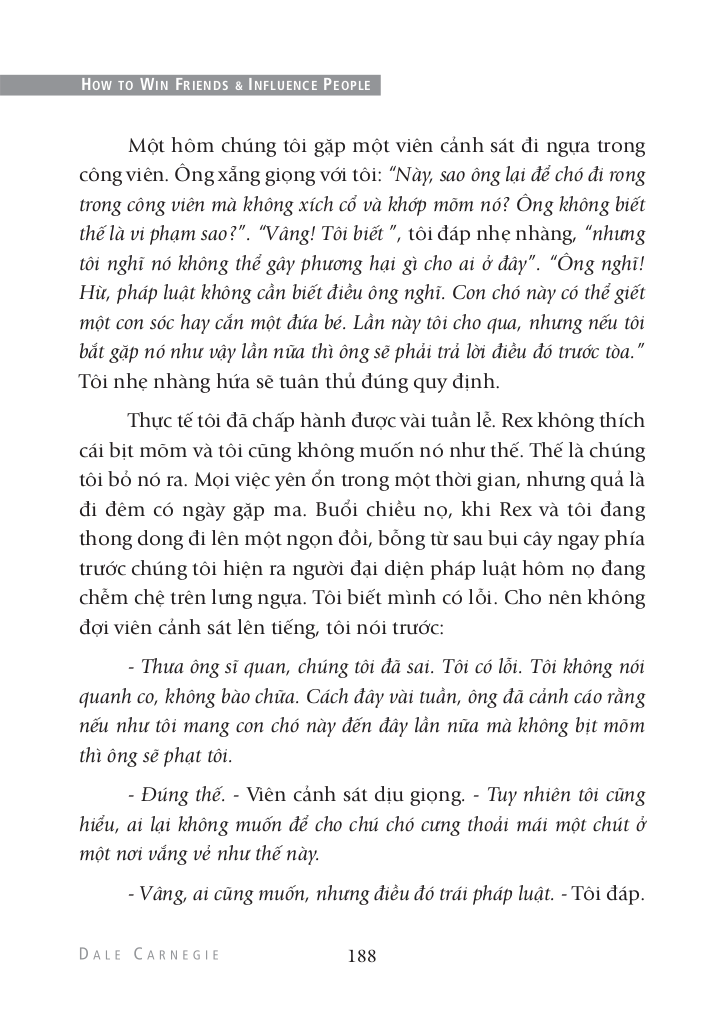 HOW TO WIN FRIENDS & INFLUENCE PEOPLE
Một hôm chúng tôi gặp một viên cảnh sát đi ngựa trong
công viên. Ông xẵng giọng với tôi: “Này, sao ông lại để chó đi rong
trong công viên mà không xích cổ và khớp mõm nó? Ông không biết
thế là vi phạm sao?”. “Vâng! Tôi biết ”, tôi đáp nhẹ nhàng, “nhưng
tôi nghĩ nó không thể gây phương hại gì cho ai ở đây”. “Ông nghĩ!
Hừ, pháp luật không cần biết điều ông nghĩ. Con chó này có thể giết
một con sóc hay cắn một đứa bé. Lần này tôi cho qua, nhưng nếu tôi
bắt gặp nó như vậy lần nữa thì ông sẽ phải trả lời điều đó trước tòa.”
Tôi nhẹ nhàng hứa sẽ tuân thủ đúng quy định.
Thực tế tôi đã chấp hành được vài tuần lễ. Rex không thích
cái bịt mõm và tôi cũng không muốn nó như thế. Thế là chúng
tôi bỏ nó ra. Mọi việc yên ổn trong một thời gian, nhưng quả là
đi đêm có ngày gặp ma. Buổi chiều nọ, khi Rex và tôi đang
thong dong đi lên một ngọn đồi, bỗng từ sau bụi cây ngay phía
trước chúng tôi hiện ra người đại diện pháp luật hôm nọ đang
chễm chệ trên lưng ngựa. Tôi biết mình có lỗi. Cho nên không
đợi viên cảnh sát lên tiếng, tôi nói trước:
- Thưa ông sĩ quan, chúng tôi đã sai. Tôi có lỗi. Tôi không nói
quanh co, không bào chữa. Cách đây vài tuần, ông đã cảnh cáo rằng
nếu như tôi mang con chó này đến đây lần nữa mà không bịt mõm
thì ông sẽ phạt tôi.
- Đúng thế. - Viên cảnh sát dịu giọng. - Tuy nhiên tôi cũng
hiểu, ai lại không muốn để cho chú chó cưng thoải mái một chút ở
một nơi vắng vẻ như thế này.
- Vâng, ai cũng muốn, nhưng điều đó trái pháp luật. - Tôi đáp.
DALE CARNEGIE
188